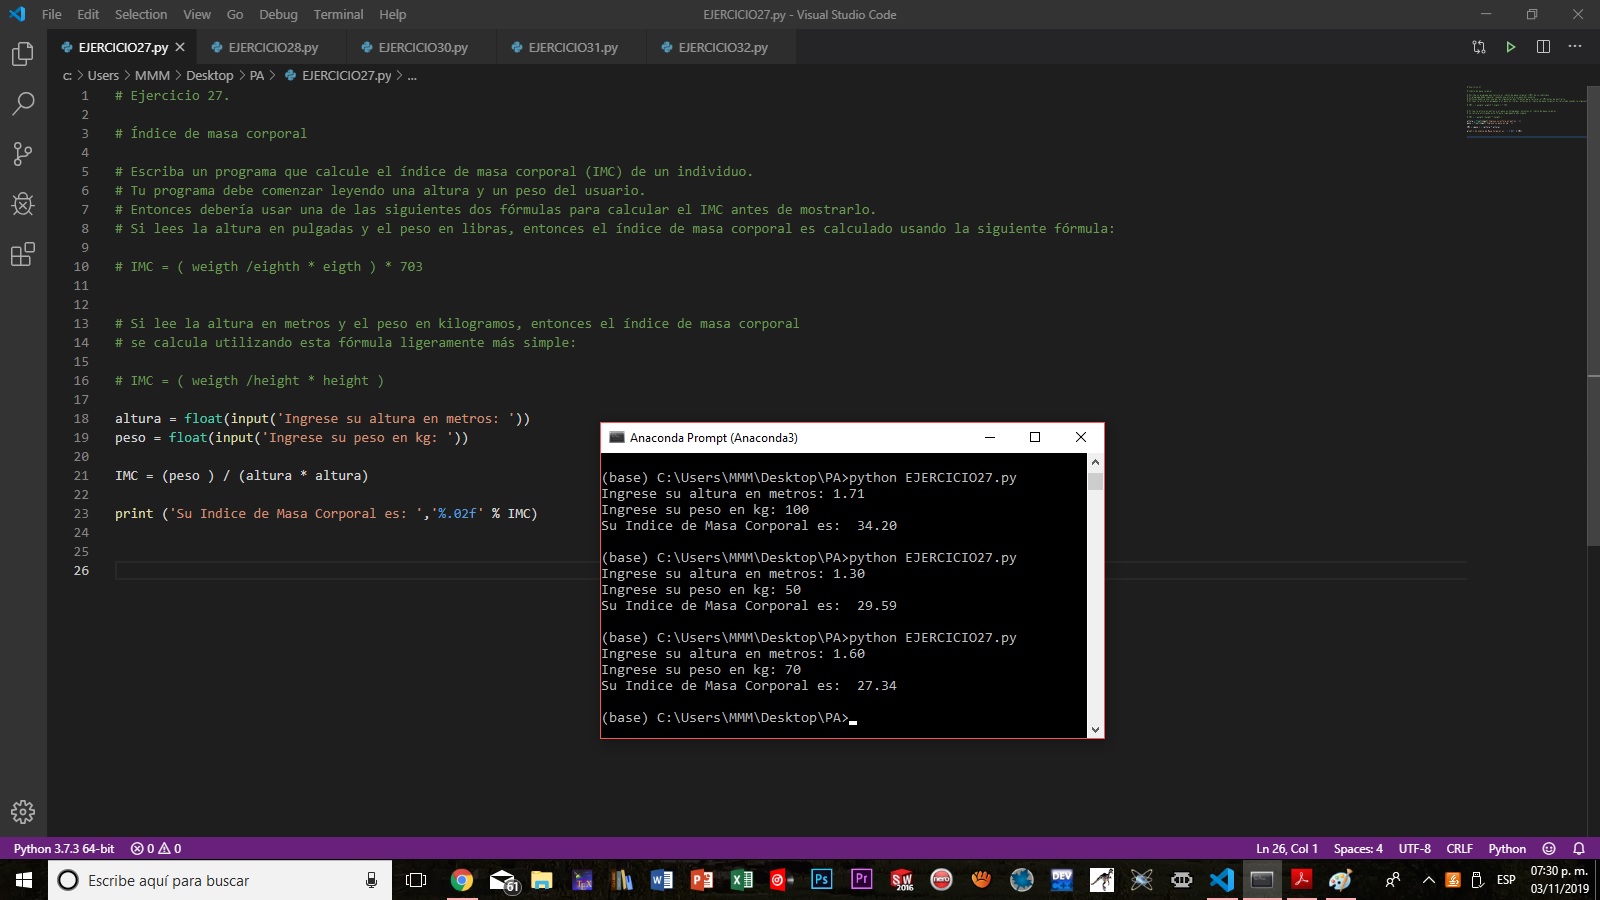 File Edit Selection View Go Debug Terminal Help EJERCICIO27.py - Visual Studio Code
EJERCICIO27.py EJERCICIO28.py EJERCICIO30.py EJERCICIO31.py EJERCICIO32.py
c: > Users > MMM > Desktop > PA > EJERCICIO27.py > ...
1 # Ejercicio 27.
2
3 # Índice de masa corporal
4
5 # Escriba un programa que calcule el índice de masa corporal (IMC) de un individuo.
6 # Tu programa debe comenzar leyendo una altura y un peso del usuario.
7 # Entonces debería usar una de las siguientes dos fórmulas para calcular el IMC antes de mostrarlo.
8 # Si lees la altura en pulgadas y el peso en libras, entonces el índice de masa corporal es calculado usando la siguiente fórmula:
9
10 # IMC = ( weigth /eighth * eigth ) * 703
11
12
13 # Si lee la altura en metros y el peso en kilogramos, entonces el índice de masa corporal
14 # se calcula utilizando esta fórmula ligeramente más simple:
15
16 # IMC = ( weigth /height * height )
17
18 altura = float(input('Ingrese su altura en metros: '))
19 peso = float(input('Ingrese su peso en kg: '))
20
21 IMC = (peso ) / (altura * altura)
22
23 print ('Su Indice de Masa Corporal es: ','%.02f' % IMC)
24
25
26
Anaconda Prompt (Anaconda3)
(base) C:\Users\MMM\Desktop\PA>python EJERCICIO27.py
Ingrese su altura en metros: 1.71
Ingrese su peso en kg: 100
Su Indice de Masa Corporal es:  34.20
(base) C:\Users\MMM\Desktop\PA>python EJERCICIO27.py
Ingrese su altura en metros: 1.30
Ingrese su peso en kg: 50
Su Indice de Masa Corporal es:  29.59
(base) C:\Users\MMM\Desktop\PA>python EJERCICIO27.py
Ingrese su altura en metros: 1.60
Ingrese su peso en kg: 70
Su Indice de Masa Corporal es:  27.34
(base) C:\Users\MMM\Desktop\PA>
Python 3.7.3 64-bit 0 0 Ln 26, Col 1 Spaces: 4 UTF-8 CRLF Python
Escribe aquí para buscar 61 Ps Pr SW 2016 nero DEV ESP 07:30 p. m.
03/11/2019